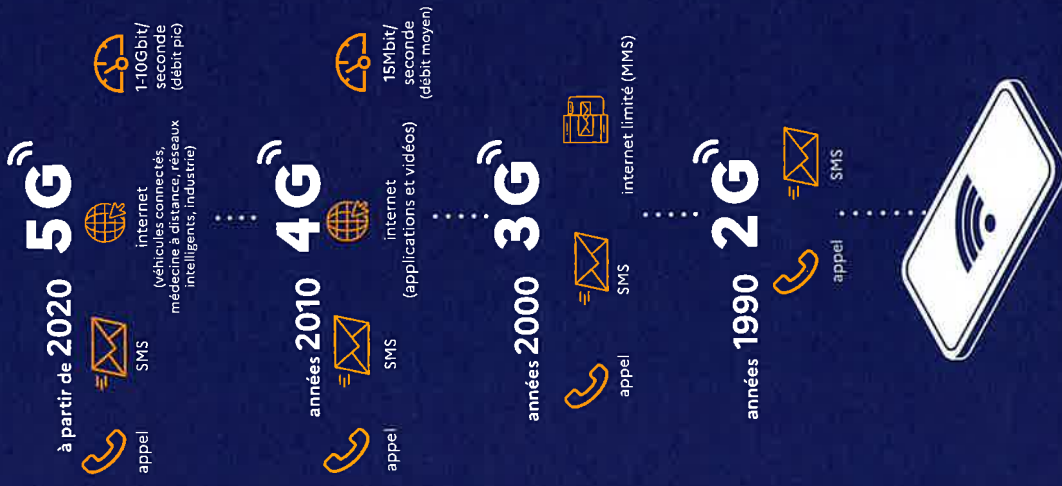 à partir de 2020 5G
appel
SMS
internet
(véhicules connectés,
médecine à distance, réseaux
intelligents, industrie)
1-10Gbit/
seconde
(débit pic)
années 2010 4G
appel
SMS
internet
(applications et vidéos)
15Mbit/
seconde
(débit moyen)
années 2000 3G
appel
SMS
internet limité (MMS)
années 1990 2G
appel
SMS